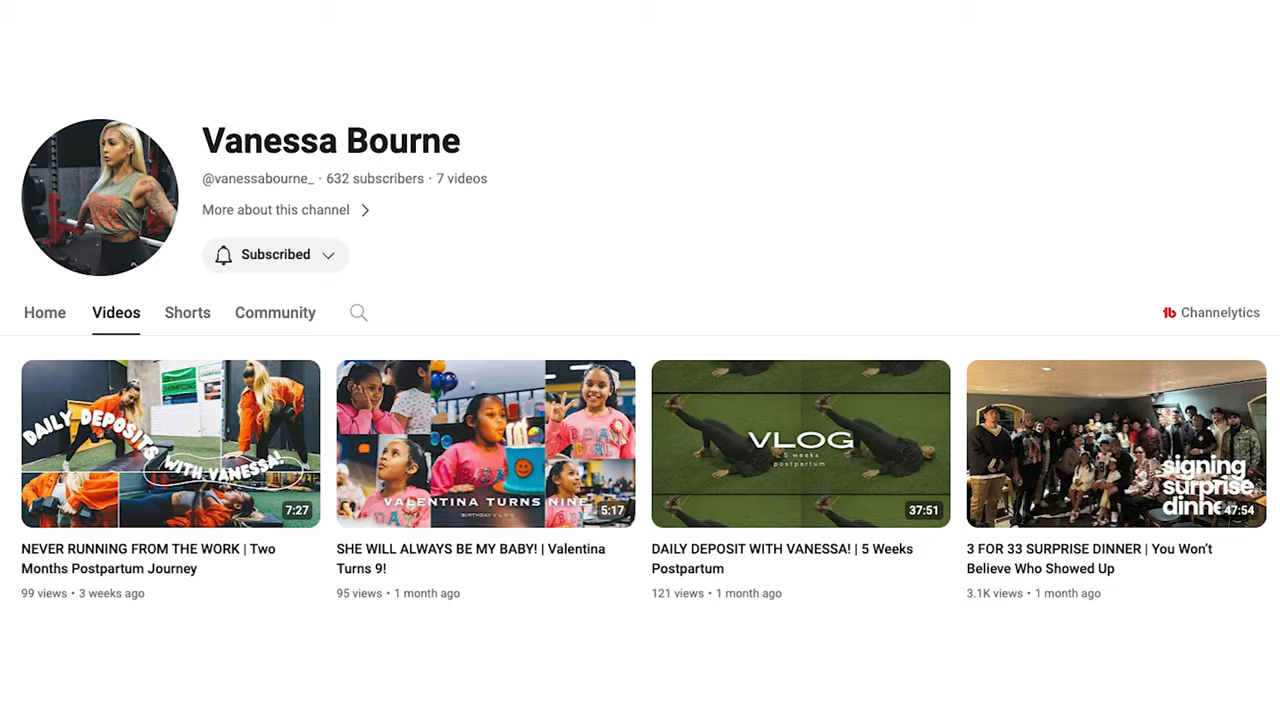 Vanessa Bourne
@vanessabourne_ · 632 subscribers · 7 videos
More about this channel
Subscribed
Home
Videos
Shorts
Community
Channelytics
DAILY DEPOSITS
WITH VANESSA!
7:27
VALENTINA TURNS NINE
BIRTHDAY VLOG
5:17
VLOG
5 weeks
postpartum
37:51
signing
surprise
dinne
47:54
NEVER RUNNING FROM THE WORK | Two
Months Postpartum Journey
99 views • 3 weeks ago
SHE WILL ALWAYS BE MY BABY! | Valentina
Turns 9!
95 views • 1 month ago
DAILY DEPOSIT WITH VANESSA! | 5 Weeks
Postpartum
121 views • 1 month ago
3 FOR 33 SURPRISE DINNER | You Won't
Believe Who Showed Up
3.1K views • 1 month ago